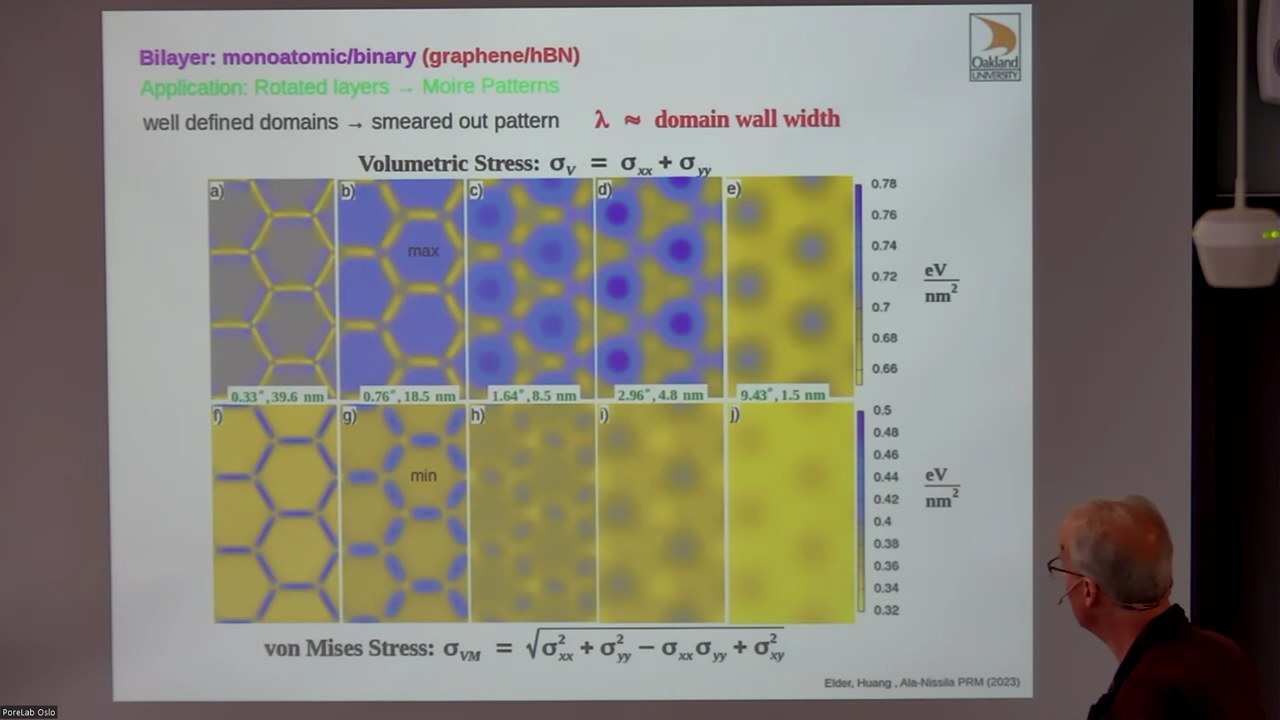 Bilayer: monoatomic/binary (graphene/hBN)
Application: Rotated layers → Moire Patterns
well defined domains → smeared out pattern λ ≈ domain wall width
Oakland
UNIVERSITY
Volumetric Stress: σ_V = σ_xx + σ_yy
a) b) c) d) e)
max
0.78
0.76
0.74
0.72
0.7
0.68
0.66
eV
nm²
0.33°,39.6 nm 0.76°,18.5 nm 1.64°,8.5 nm 2.96°,4.8 nm 9.43°,1.5 nm
f) g) h) i) j)
min
0.5
0.48
0.46
0.44
0.42
0.4
0.38
0.36
0.34
0.32
eV
nm²
von Mises Stress: σ_VM = √σ²_xx + σ²_yy − σ_xx σ_yy + σ²_xy
Elder, Huang , Ala-Nissila PRM (2023)
PoreLab Oslo